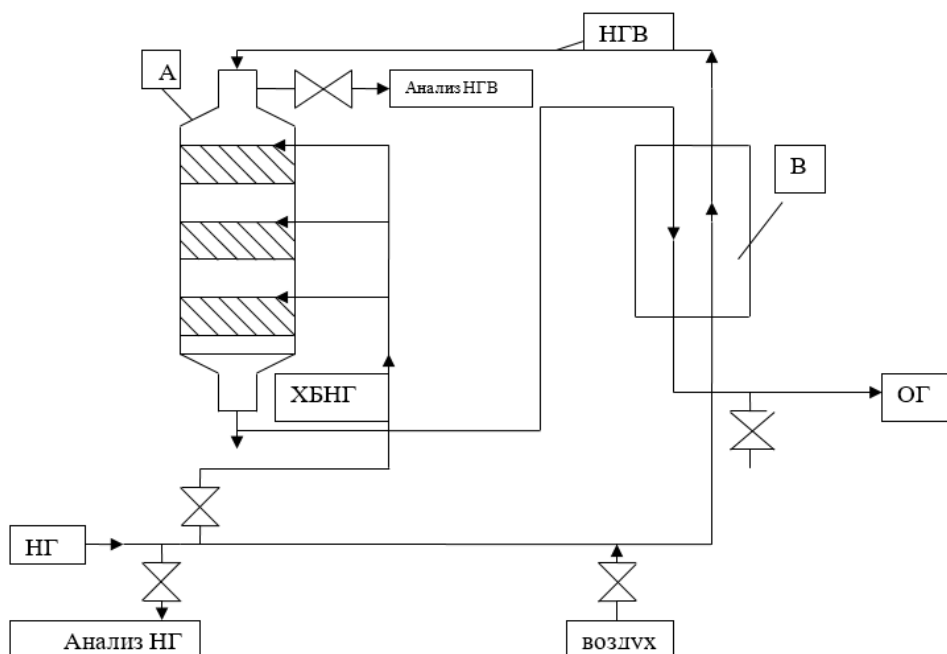 НГВ
А
Анализ НГВ
В
ХБНГ
ОГ
НГ
Анализ НГ
воздух